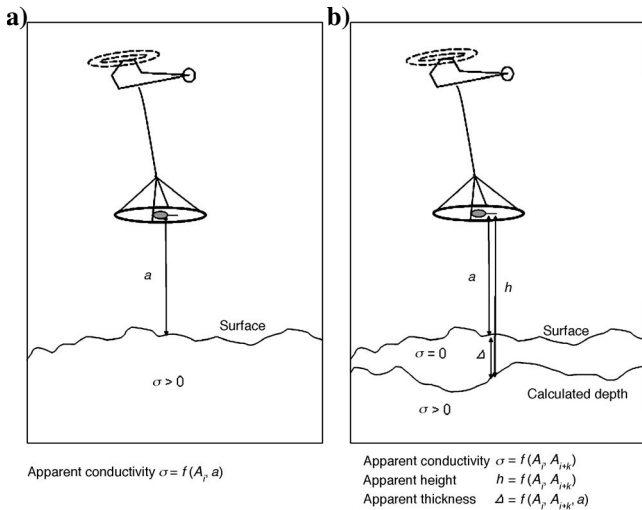 a)
a
Surface
σ > 0
Apparent conductivity σ = f (Aᵢ, a)
b)
a
h
Surface
σ = 0
Δ
Calculated depth
σ > 0
Apparent conductivity σ = f (Aᵢ, Aᵢ₊ₖ)
Apparent height h = f (Aᵢ, Aᵢ₊ₖ)
Apparent thickness Δ = f (Aᵢ, Aᵢ₊ₖ, a)